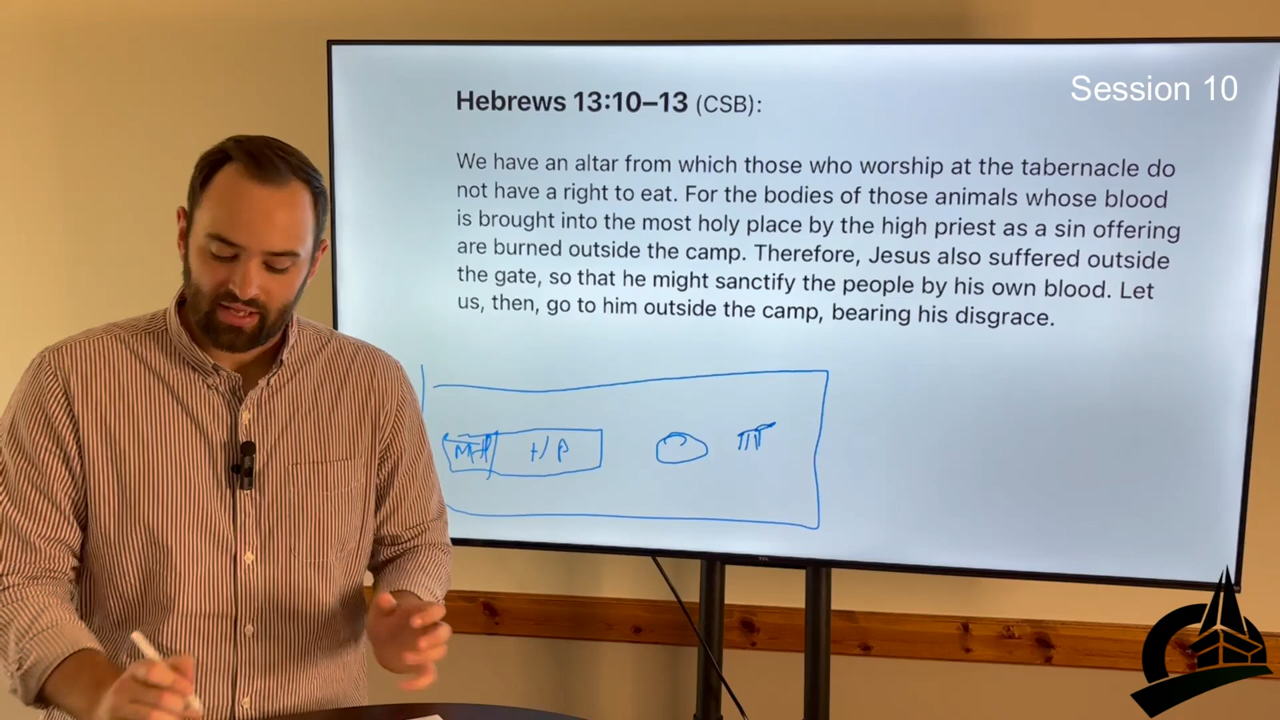 Session 10
Hebrews 13:10–13 (CSB):
We have an altar from which those who worship at the tabernacle do
not have a right to eat. For the bodies of those animals whose blood
is brought into the most holy place by the high priest as a sin offering
are burned outside the camp. Therefore, Jesus also suffered outside
the gate, so that he might sanctify the people by his own blood. Let
us, then, go to him outside the camp, bearing his disgrace.
H/P